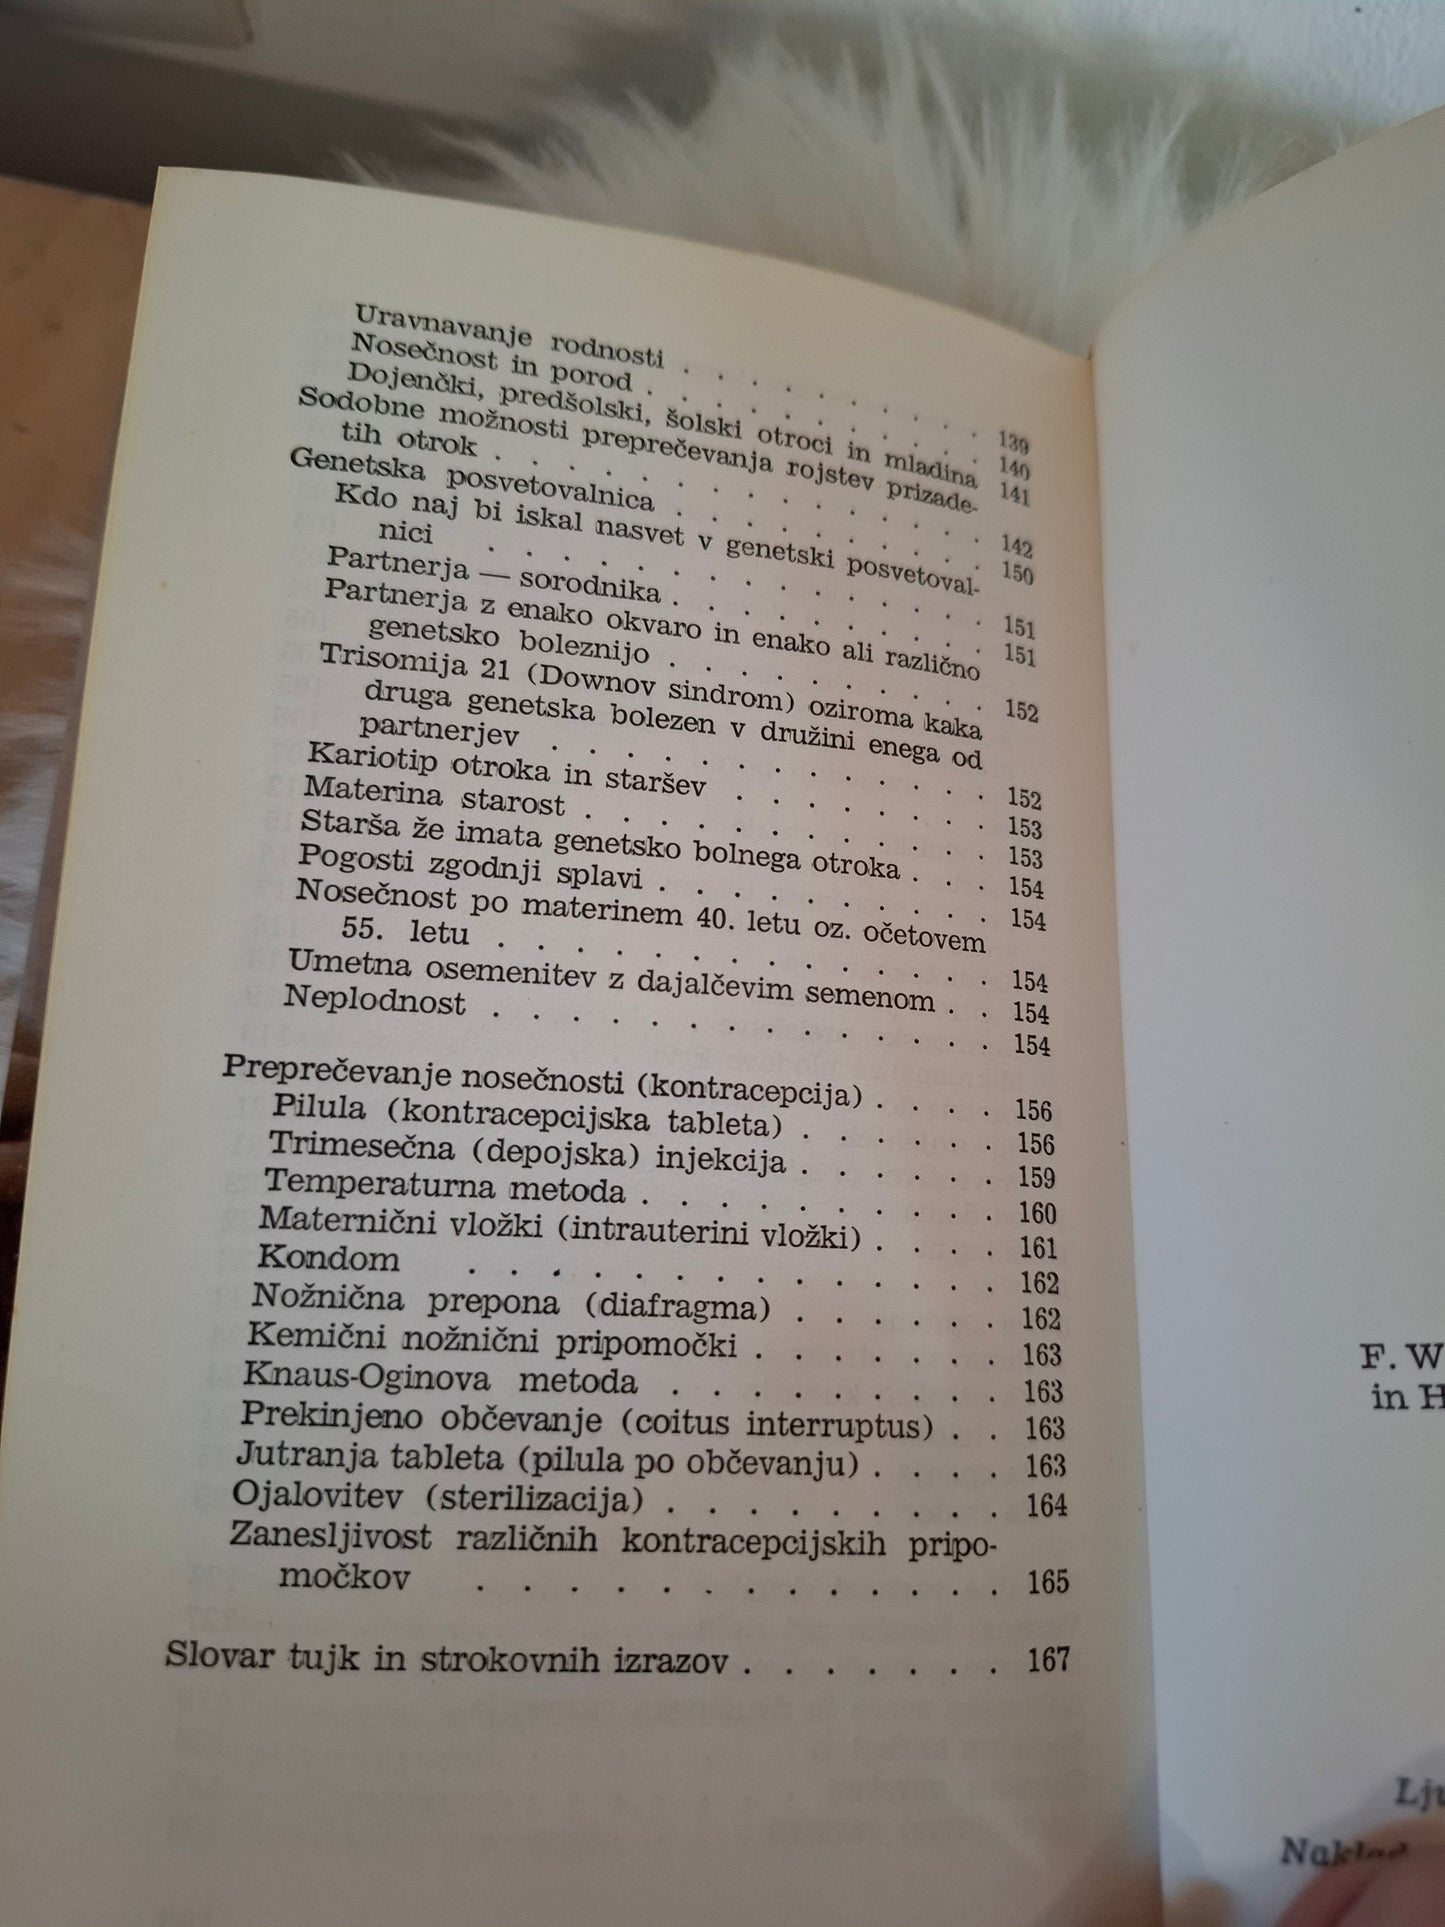 Uravnavanje rodnosti . . . . . . . . . 139
Nosečnost in porod . . . . . . . . . 140
Dojenčki, predšolski, šolski otroci in mladina 141
Sodobne možnosti preprečevanja rojstev prizade-
tih otrok . . . . . . . . . . . . 142
Genetska posvetovalnica . . . . . . . . . 150
Kdo naj bi iskal nasvet v genetski posvetoval-
nici . . . . . . . . . . . . 151
Partnerja — sorodnika . . . . . . . . . 151
Partnerja z enako okvaro in enako ali različno
genetsko boleznijo . . . . . . . . . 152
Trisomija 21 (Downov sindrom) oziroma kaka
druga genetska bolezen v družini enega od
partnerjev . . . . . . . . . . . . 152
Kariotip otroka in staršev . . . . . . . 153
Materina starost . . . . . . . . . . . 153
Starša že imata genetsko bolnega otroka . . . 154
Pogosti zgodnji splavi . . . . . . . . . 154
Nosečnost po materinem 40. letu oz. očetovem
55. letu . . . . . . . . . . . . . 154
Umetna osemenitev z dajalčevim semenom . . 154
Neplodnost . . . . . . . . . . . . . 154
Preprečevanje nosečnosti (kontracepcija) . . . . 156
Pilula (kontracepcijska tableta) . . . . . . 156
Trimesečna (depojska) injekcija . . . . . . 159
Temperaturna metoda . . . . . . . . . . 160
Maternični vložki (intrauterini vložki) . . . . 161
Kondom . . . . . . . . . . . . . . 162
Nožnična prepona (diafragma) . . . . . . 162
Kemični nožnični pripomočki . . . . . . . 163
Knaus-Oginova metoda . . . . . . . . . 163
Prekinjeno občevanje (coitus interruptus) . . 163
Jutranja tableta (pilula po občevanju) . . . . 163
Ojalovitev (sterilizacija) . . . . . . . . . 164
Zanesljivost različnih kontracepcijskih pripo-
močkov . . . . . . . . . . . . . 165
Slovar tujk in strokovnih izrazov . . . . . . . 167
F. W
in H
Lju